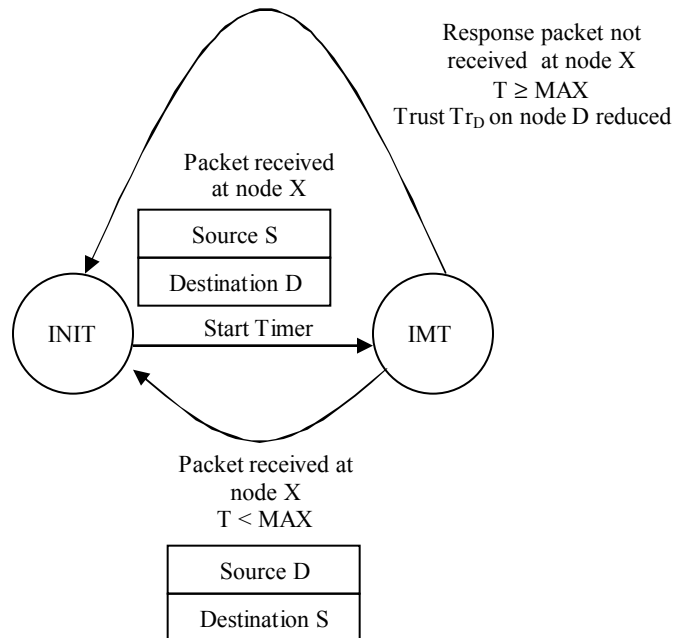 Response packet not
received at node X
T ≥ MAX
Trust Tr_D on node D reduced
Packet received
at node X
Source S
Destination D
INIT
Start Timer
IMT
Packet received at
node X
T < MAX
Source D
Destination S